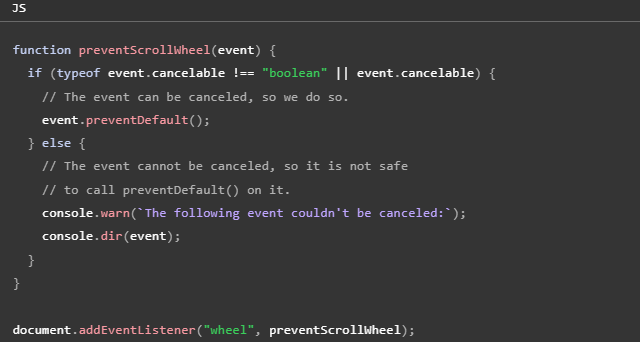 JS
function preventScrollWheel(event) {
  if (typeof event.cancelable !== "boolean" || event.cancelable) {
    // The event can be canceled, so we do so.
    event.preventDefault();
  } else {
    // The event cannot be canceled, so it is not safe
    // to call preventDefault() on it.
    console.warn(`The following event couldn't be canceled:`);
    console.dir(event);
  }
}
document.addEventListener("wheel", preventScrollWheel);